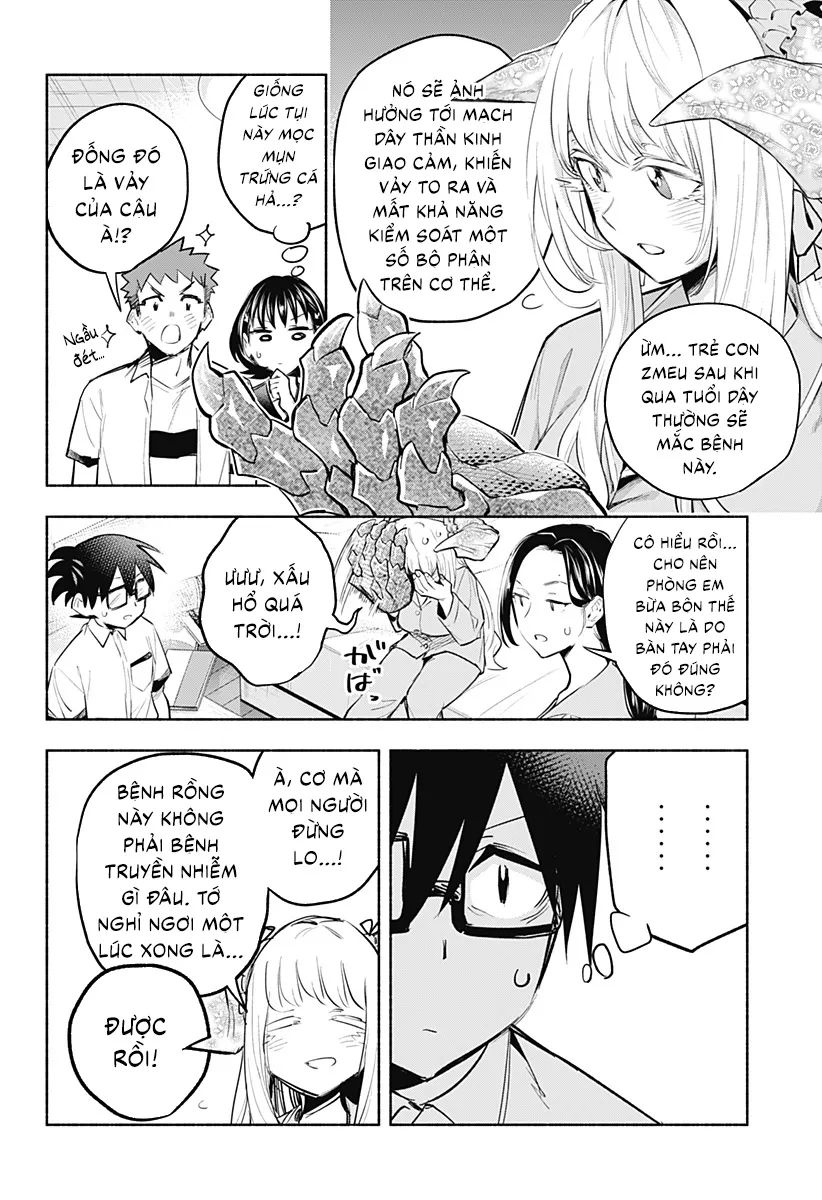 ỪM... TRẺ CON
ZMEU SAU KHI
QUA TUỔI DẬY
THƯỜNG SẼ
MẮC BỆNH
NÀY.
NÓ SẼ ẢNH
HƯỞNG TỚI MẠCH
DÂY THẦN KINH
GIAO CẢM, KHIẾN
VẢY TO RA VÀ
MẤT KHẢ NĂNG
KIỂM SOÁT MỘT
SỐ BỘ PHẬN
TRÊN CƠ THỂ.
GIỐNG
LÚC TỤI
NÀY MỌC
MỤN
TRỨNG CÁ
HẢ...?
ĐỐNG ĐÓ
LÀ VẢY
CỦA CẬU
À!?
NGẦU
ĐÉT...
CÔ HIỂU RỒI...
CHO NÊN
PHÒNG EM
BỪA BỘN THẾ
NÀY LÀ DO
BÀN TAY PHẢI
ĐÓ ĐÚNG
KHÔNG?
ƯƯƯ, XẤU
HỔ QUÁ
TRỜI...!
がばっ
......
À, CƠ MÀ
MỌI NGƯỜI
ĐỪNG
LO...!
BỆNH RỒNG
NÀY KHÔNG
PHẢI BỆNH
TRUYỀN NHIỄM
GÌ ĐÂU. TỚ
NGHỈ NGƠI MỘT
LÚC XONG LÀ...
ĐƯỢC
RỒI!